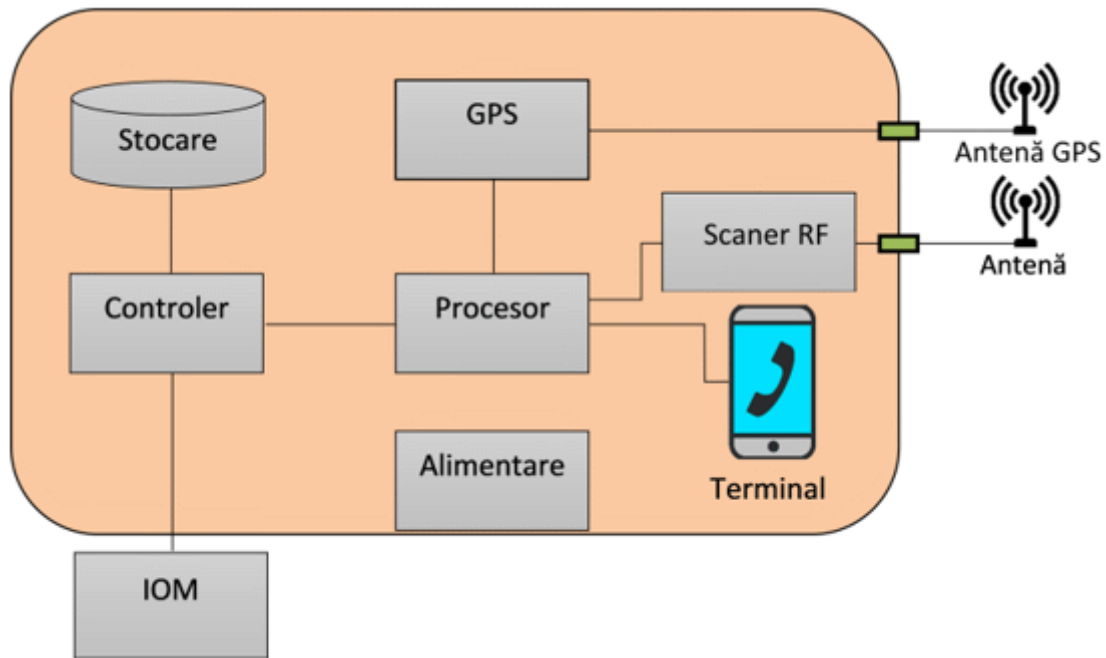 Stocare
GPS
Antenă GPS
Scaner RF
Antenă
Controler
Procesor
Alimentare
Terminal
IOM